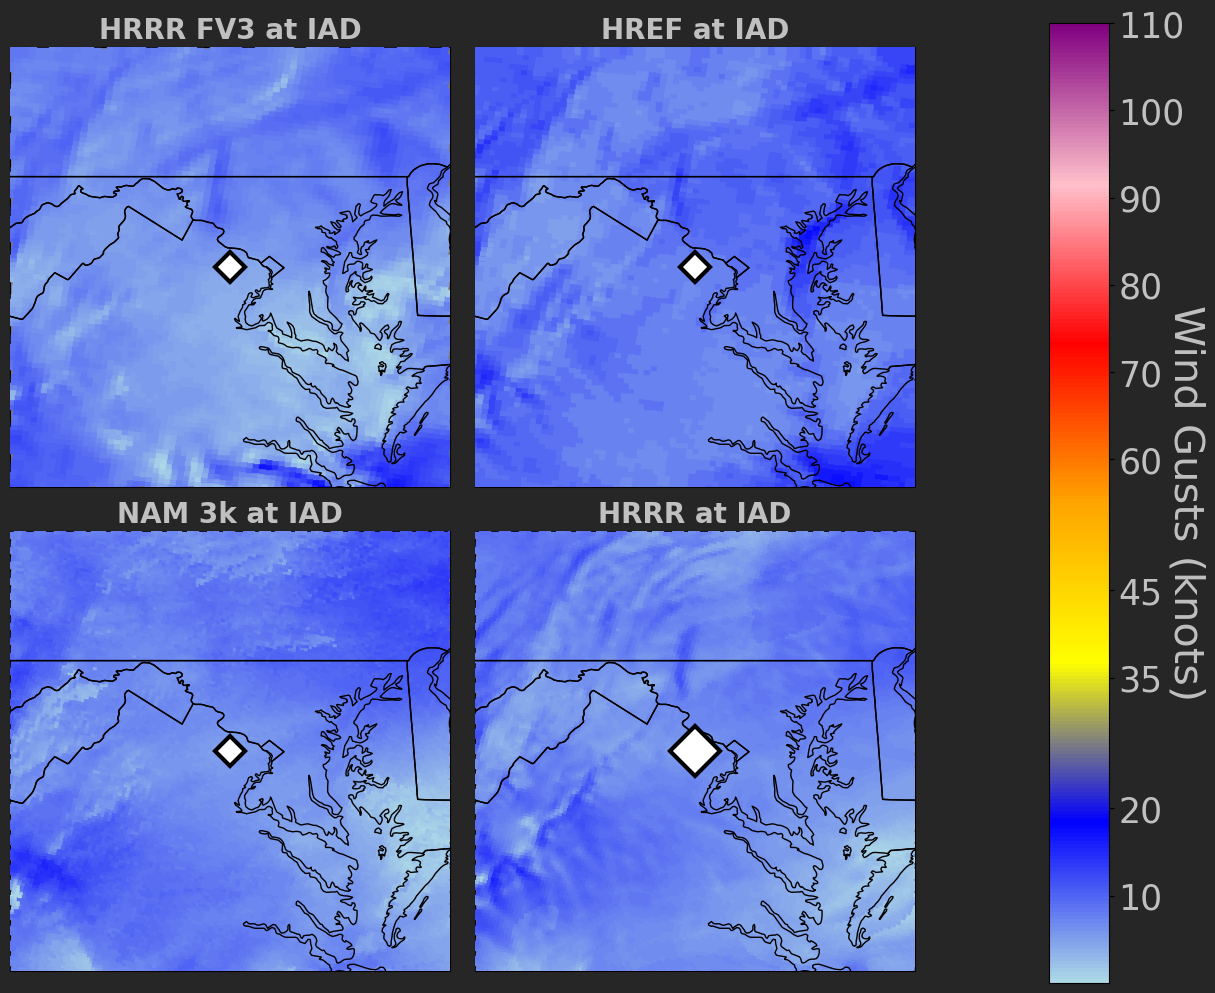 HRRR FV3 at IAD
HREF at IAD
NAM 3k at IAD
HRRR at IAD
110
100
90
80
70
60
45
35
20
10
Wind Gusts (knots)